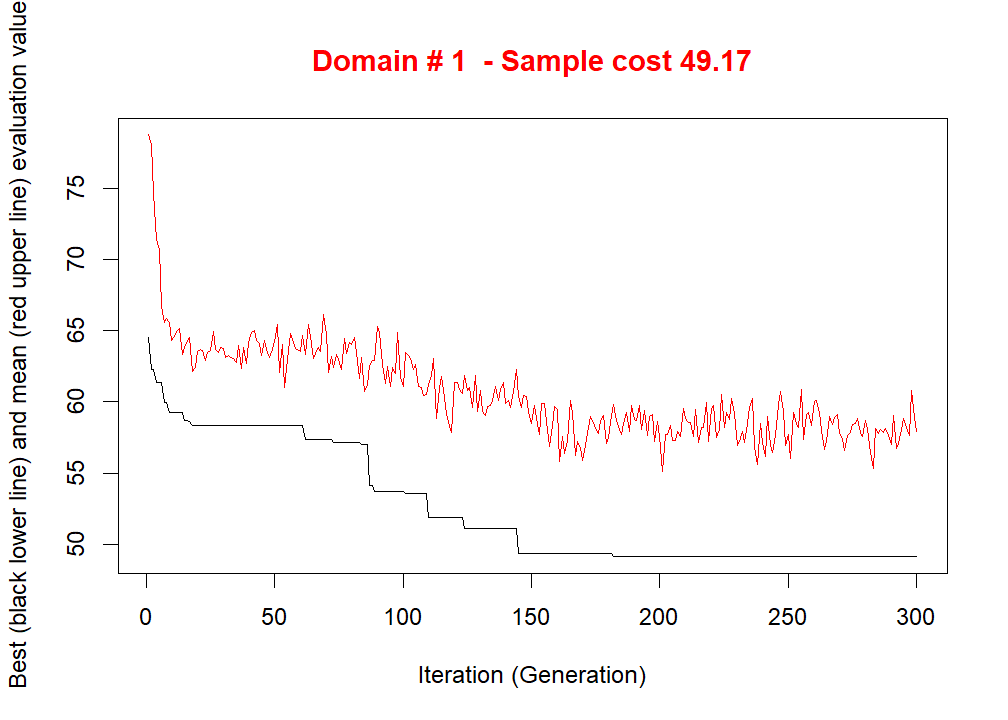 Domain # 1  - Sample cost 49.17
Best (black lower line) and mean (red upper line) evaluation value
75
70
65
60
55
50
0 50 100 150 200 250 300
Iteration (Generation)